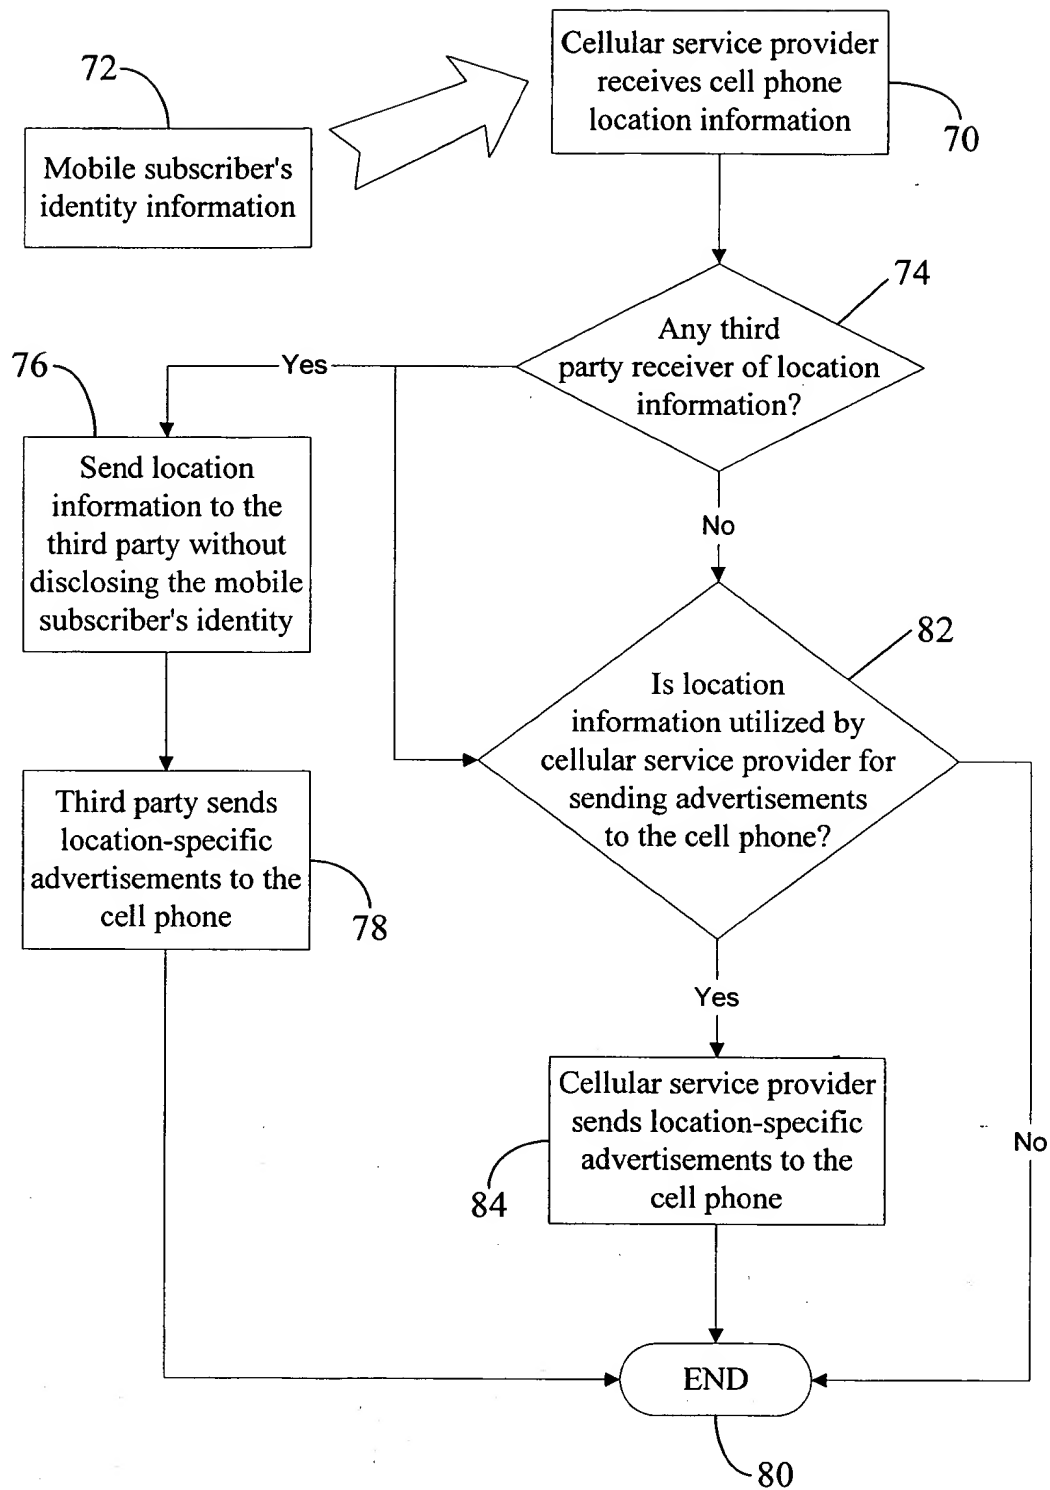 72
Mobile subscriber's
identity information
Cellular service provider
receives cell phone
location information
70
74
Any third
party receiver of location
information?
Yes
76
Send location
information to the
third party without
disclosing the mobile
subscriber's identity
No
82
Is location
information utilized by
cellular service provider for
sending advertisements
to the cell phone?
Third party sends
location-specific
advertisements to the
cell phone
78
Yes
Cellular service provider
sends location-specific
advertisements to the
cell phone
84
No
END
80